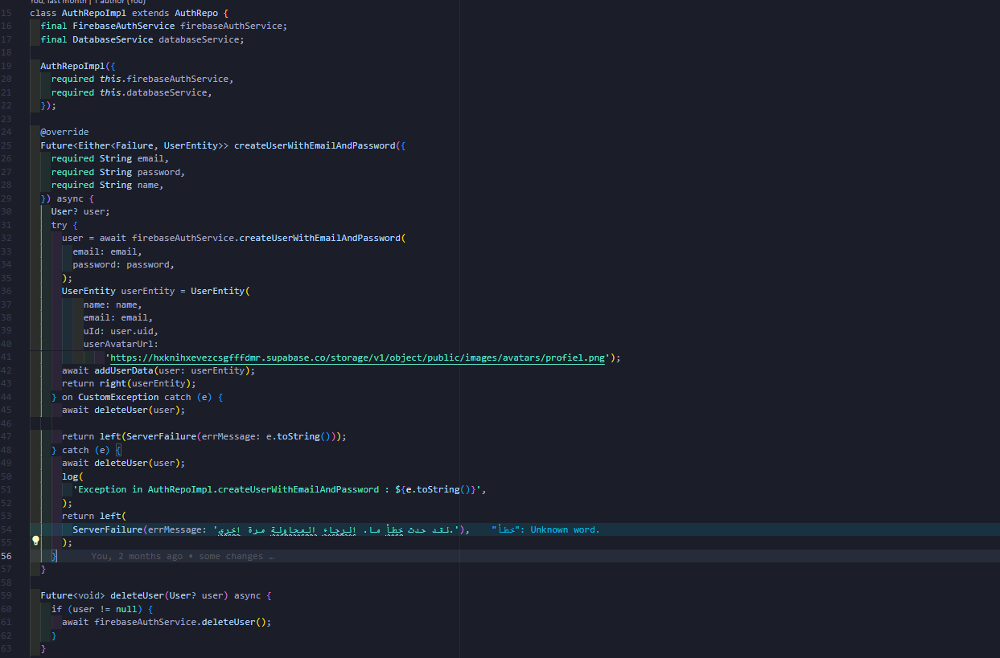 You, last month | 1 author (You)
15 class AuthRepoImpl extends AuthRepo {
16 final FirebaseAuthService firebaseAuthService;
17 final DatabaseService databaseService;
18
19 AuthRepoImpl({
20 required this.firebaseAuthService,
21 required this.databaseService,
22 });
23
24 @override
25 Future<Either<Failure, UserEntity>> createUserWithEmailAndPassword({
26 required String email,
27 required String password,
28 required String name,
29 }) async {
30 User? user;
31 try {
32 user = await firebaseAuthService.createUserWithEmailAndPassword(
33 email: email,
34 password: password,
35 );
36 UserEntity userEntity = UserEntity(
37 name: name,
38 email: email,
39 uId: user.uid,
40 userAvatarUrl:
41 'https://hxknihxevezcsgfffdmr.supabase.co/storage/v1/object/public/images/avatars/profiel.png');
42 await addUserData(user: userEntity);
43 return right(userEntity);
44 } on CustomException catch (e) {
45 await deleteUser(user);
46
47 return left(ServerFailure(errMessage: e.toString()));
48 } catch (e) {
49 await deleteUser(user);
50 log(
51 'Exception in AuthRepoImpl.createUserWithEmailAndPassword : ${e.toString()}',
52 );
53 return left(
54 ServerFailure(errMessage: 'لقد حدث خطأ ما. الرجاء المحاولة مرة اخري.'), "خطأ": Unknown word.
55 );
56 } You, 2 months ago • some changes …
57 }
58
59 Future<void> deleteUser(User? user) async {
60 if (user != null) {
61 await firebaseAuthService.deleteUser();
62 }
63 }